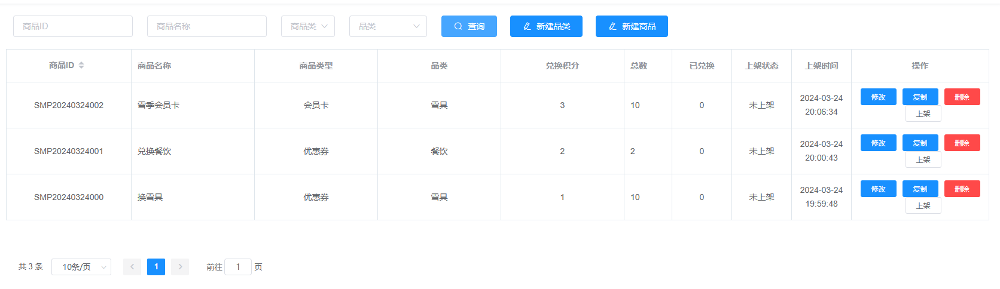 商品ID 商品名称 商品类 品类 查询 新建品类 新建商品
商品ID 商品名称 商品类型 品类 兑换积分 总数 已兑换 上架状态 上架时间 操作
SMP20240324002 雪季会员卡 会员卡 雪具 3 10 0 未上架 2024-03-24 20:06:34 修改 复制 删除
上架
SMP20240324001 兑换餐饮 优惠券 餐饮 2 2 0 未上架 2024-03-24 20:00:43 修改 复制 删除
上架
SMP20240324000 换雪具 优惠券 雪具 1 10 0 未上架 2024-03-24 19:59:48 修改 复制 删除
上架
共 3 条 10条/页 1 前往 1 页